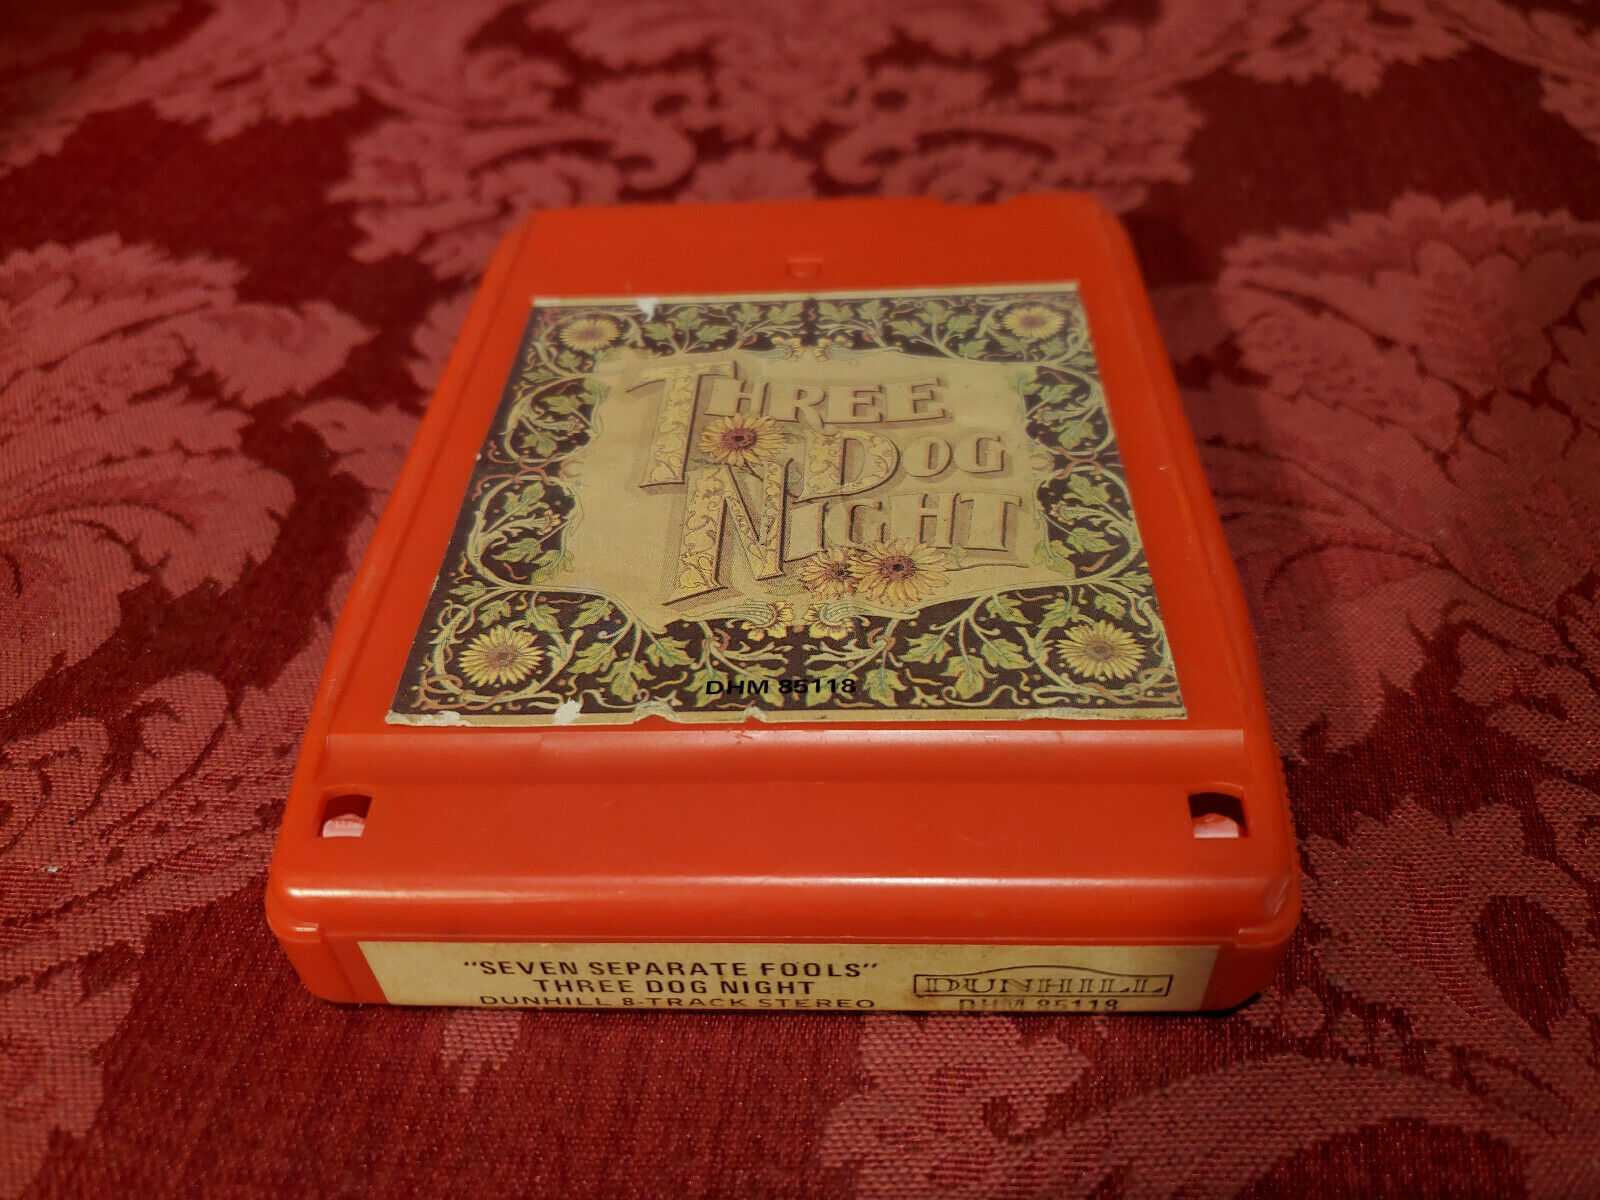 THREE
DOG
NIGHT
DHM 85118
"SEVEN SEPARATE FOOLS"
THREE DOG NIGHT
DUNHILL 8-TRACK STEREO
DUNHILL
DHM 85118